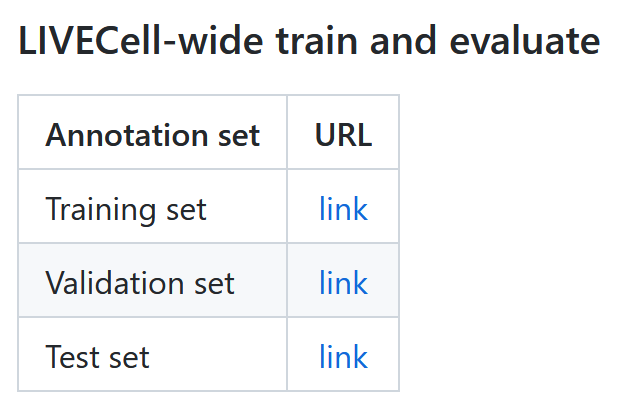 LIVECell-wide train and evaluate
Annotation set URL
Training set link
Validation set link
Test set link